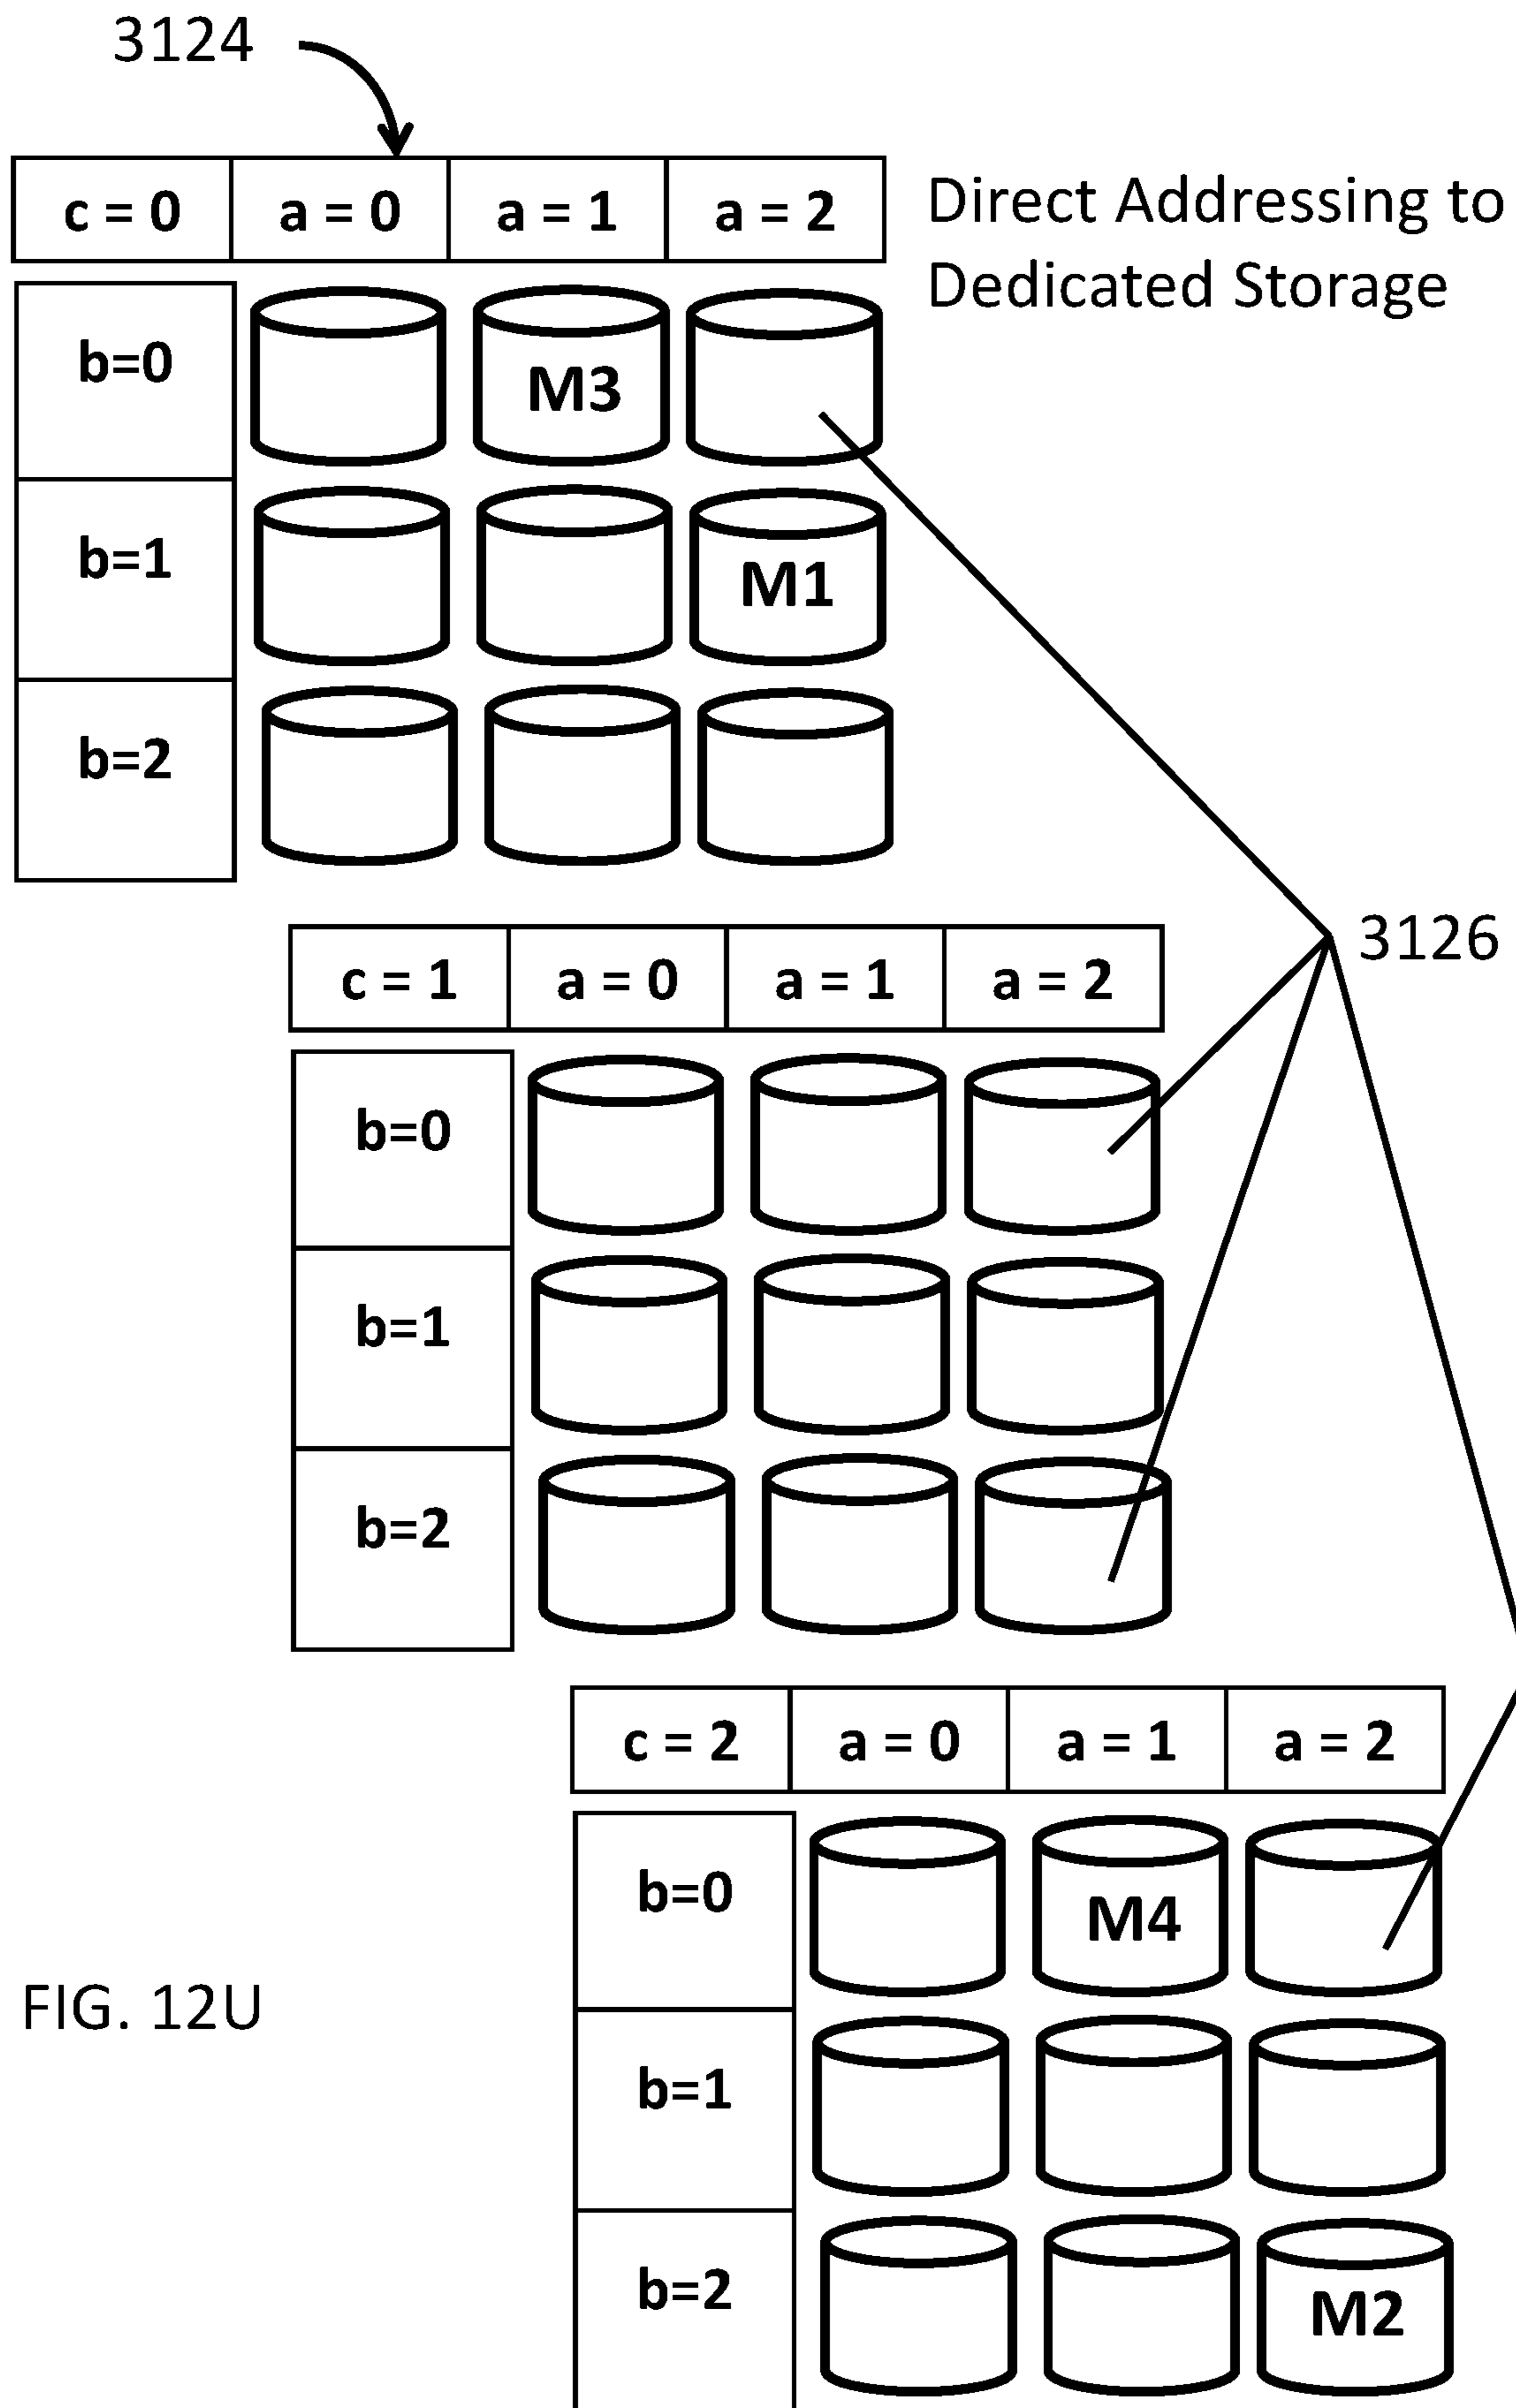 3124
c = 0 a = 0 a = 1 a = 2
Direct Addressing to
Dedicated Storage
b=0
M3
b=1
M1
b=2
3126
c = 1 a = 0 a = 1 a = 2
b=0
b=1
b=2
c = 2 a = 0 a = 1 a = 2
b=0
M4
FIG. 12U
b=1
b=2
M2